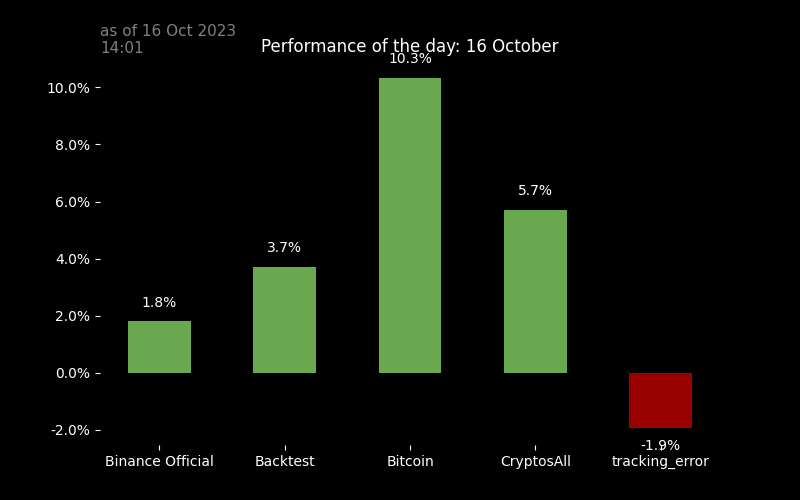 as of 16 Oct 2023
14:01
Performance of the day: 16 October
10.3%
10.0%
8.0%
6.0%
4.0%
2.0%
0.0%
-2.0%
5.7%
3.7%
1.8%
-1.9%
Binance Official
Backtest
Bitcoin
CryptosAll
tracking_error